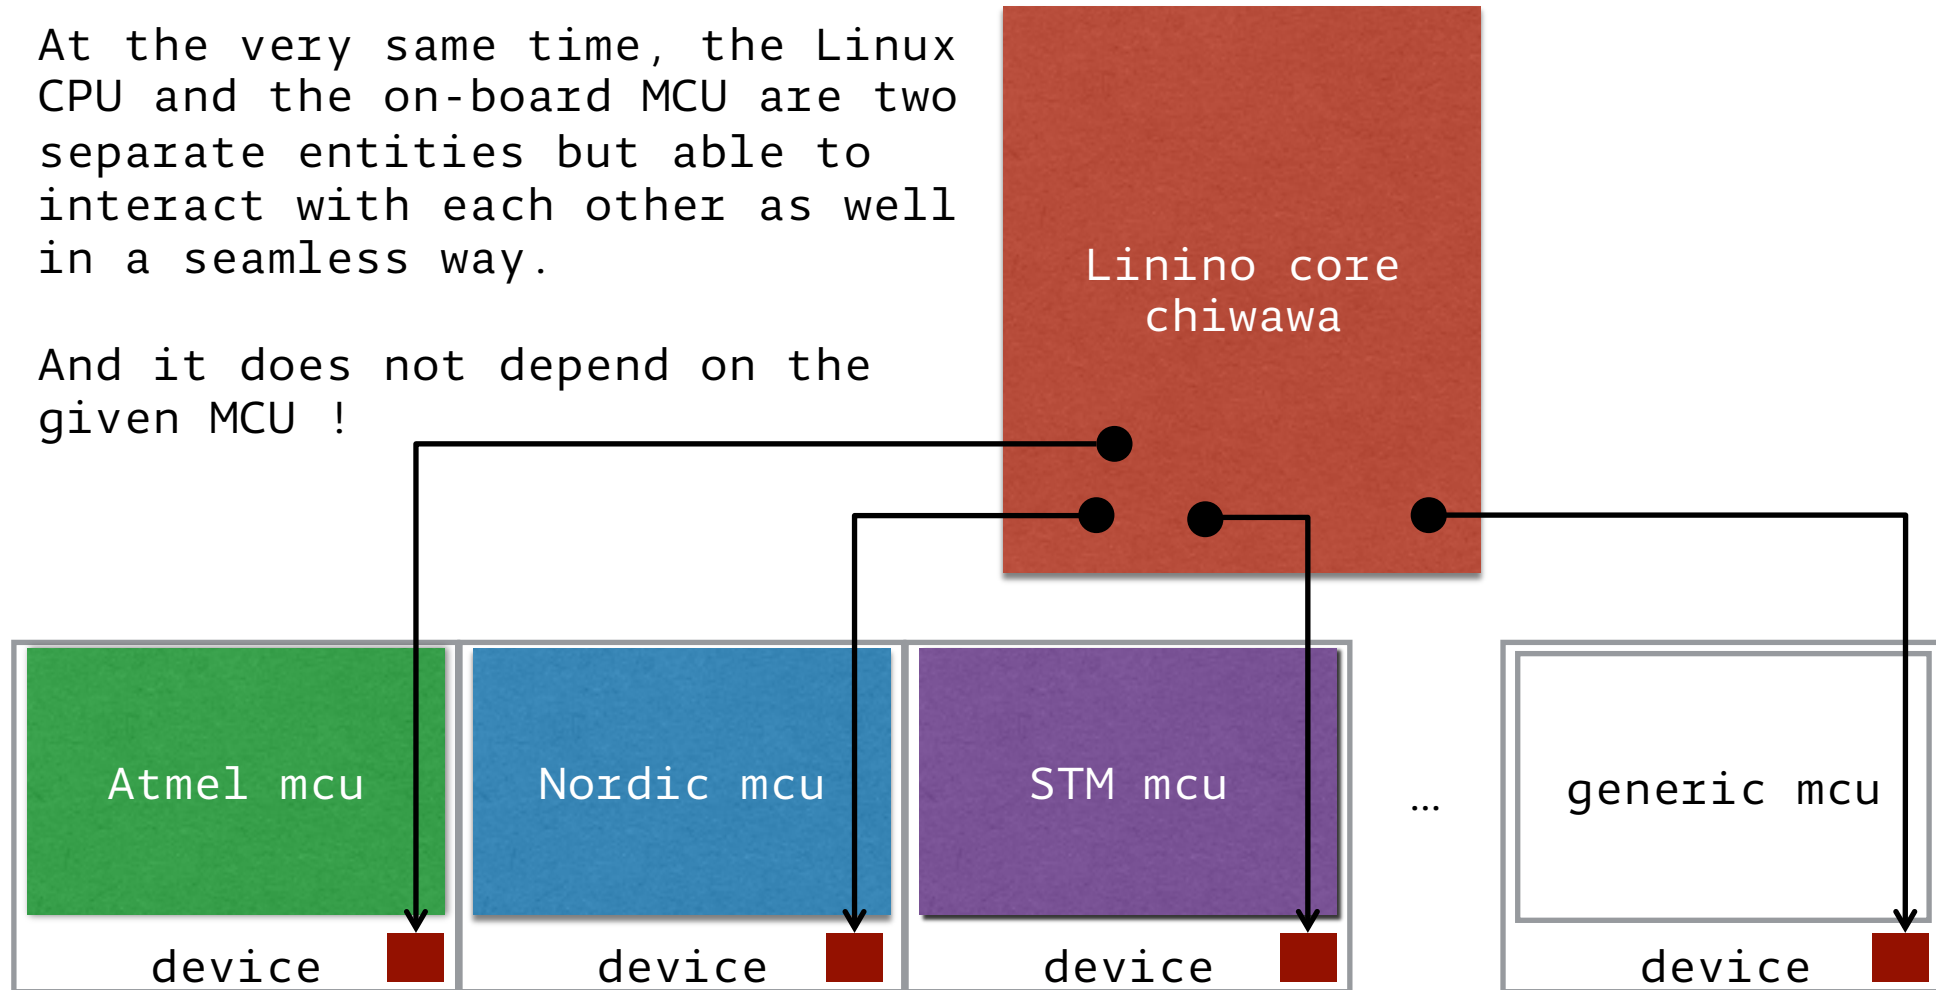 At the very same time, the Linux
CPU and the on-board MCU are two
separate entities but able to
interact with each other as well
in a seamless way.
And it does not depend on the
given MCU !
Linino core
chiwawa
Atmel mcu
Nordic mcu
STM mcu
...
generic mcu
device
device
device
device